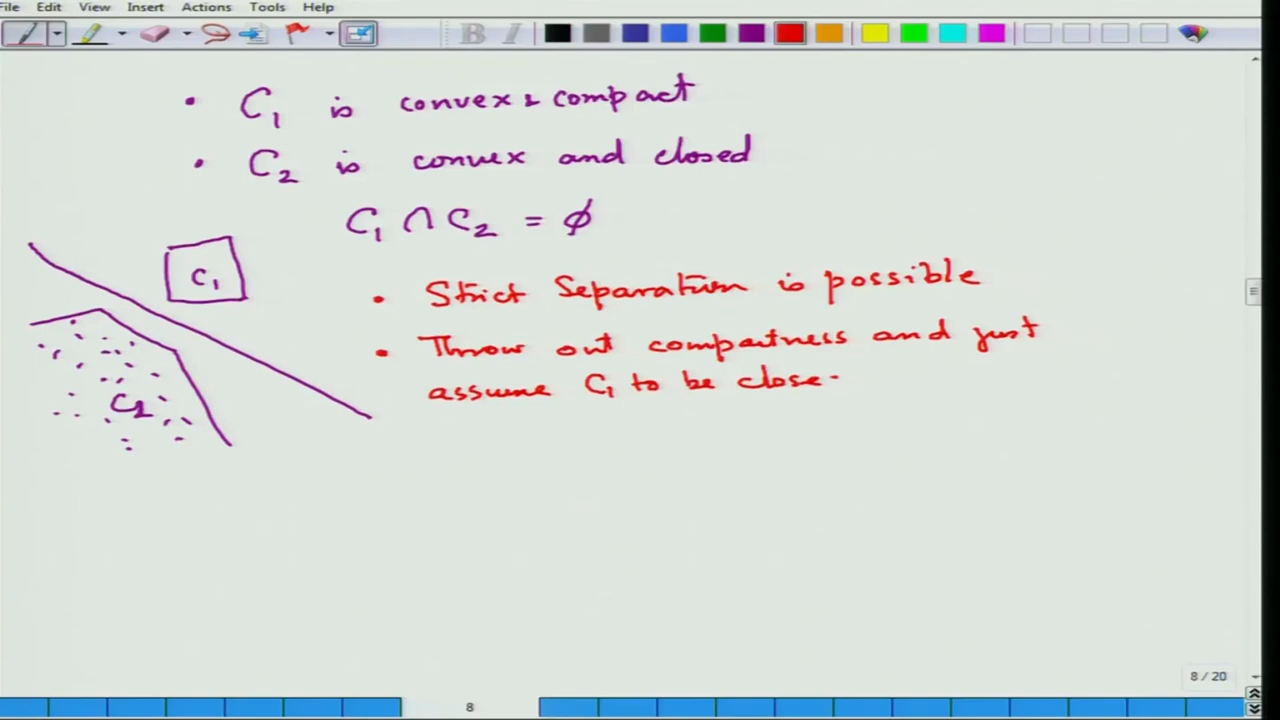 File Edit View Insert Actions Tools Help
B I
• C₁ is convex & compact
• C₂ is convex and closed
C₁ ∩ C₂ = ϕ
C₁
• Strict Separation is possible
• Throw out compactness and just
assume C₁ to be close.
C₂
8 / 20
8